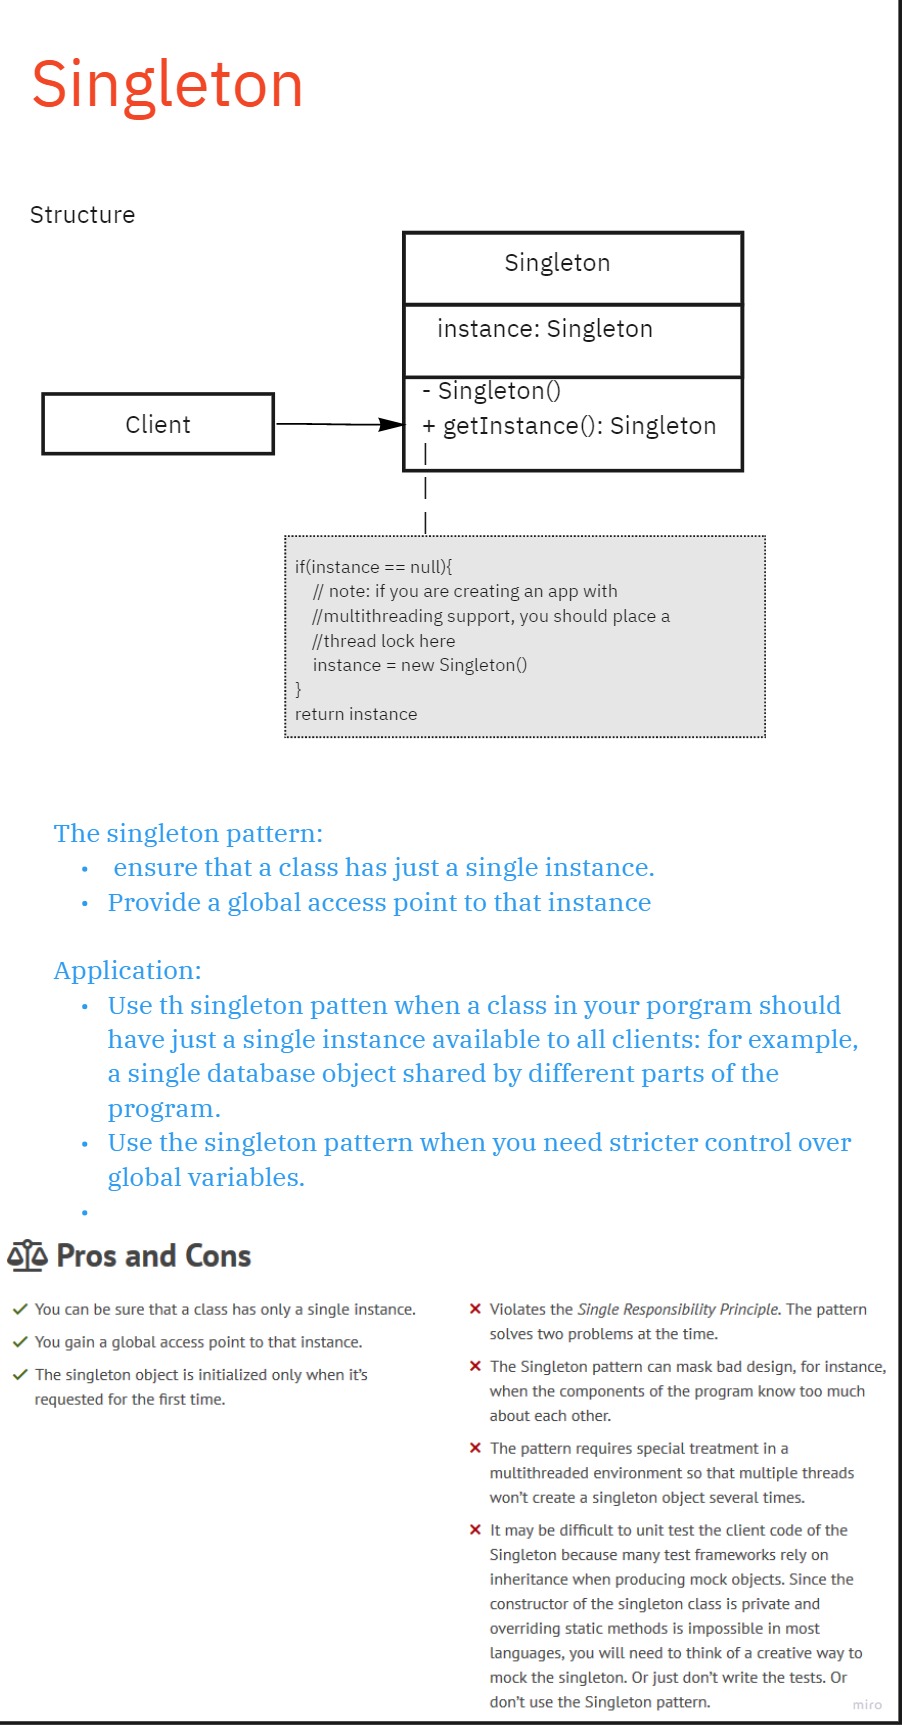 Singleton
Structure
Singleton
instance: Singleton
- Singleton()
+ getInstance(): Singleton
Client
if(instance == null){
// note: if you are creating an app with
//multithreading support, you should place a
//thread lock here
instance = new Singleton()
}
return instance
The singleton pattern:
• ensure that a class has just a single instance.
• Provide a global access point to that instance
Application:
• Use th singleton patten when a class in your porgram should
have just a single instance available to all clients: for example,
a single database object shared by different parts of the
program.
• Use the singleton pattern when you need stricter control over
global variables.
•
Pros and Cons
✓ You can be sure that a class has only a single instance.
✓ You gain a global access point to that instance.
✓ The singleton object is initialized only when it's
requested for the first time.
✕ Violates the Single Responsibility Principle. The pattern
solves two problems at the time.
✕ The Singleton pattern can mask bad design, for instance,
when the components of the program know too much
about each other.
✕ The pattern requires special treatment in a
multithreaded environment so that multiple threads
won't create a singleton object several times.
✕ It may be difficult to unit test the client code of the
Singleton because many test frameworks rely on
inheritance when producing mock objects. Since the
constructor of the singleton class is private and
overriding static methods is impossible in most
languages, you will need to think of a creative way to
mock the singleton. Or just don't write the tests. Or
don't use the Singleton pattern.
miro